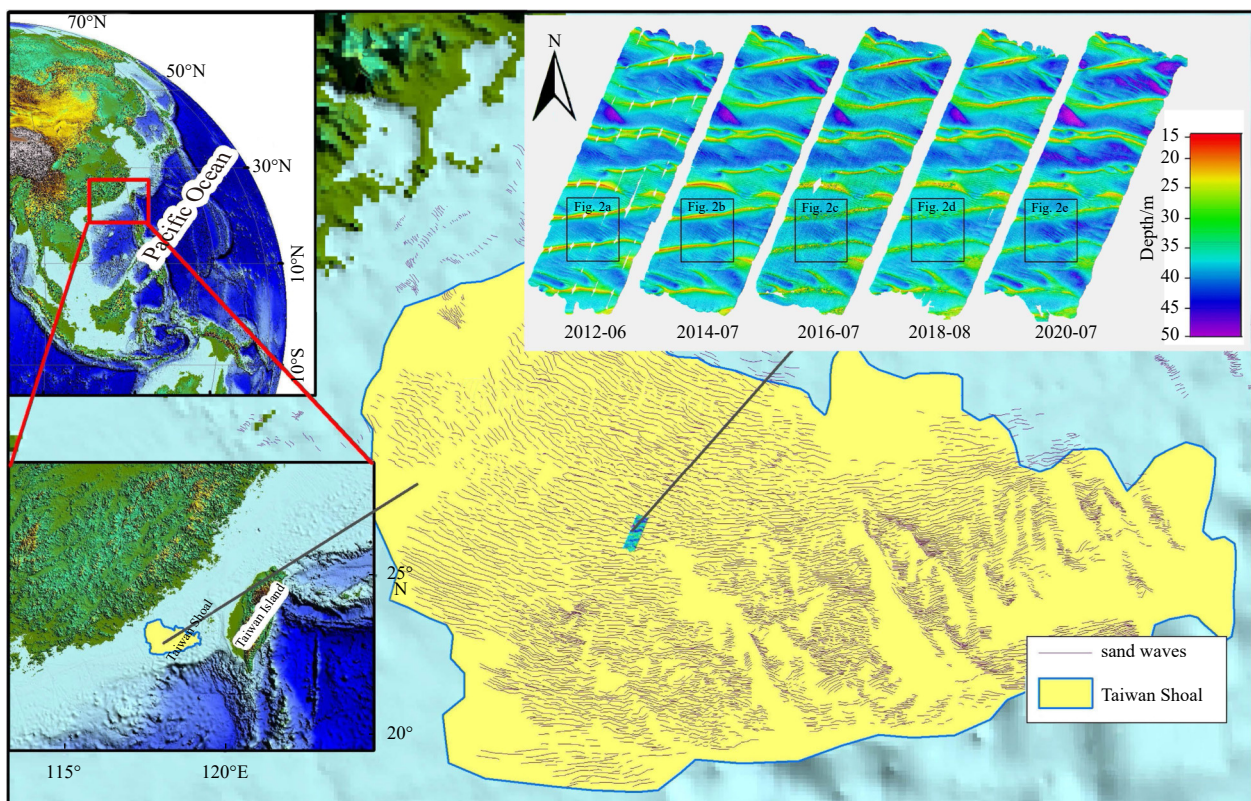 70°N
50°N
30°N
10°N
10°S
Pacific Ocean
N
Fig. 2a
Fig. 2b
Fig. 2c
Fig. 2d
Fig. 2e
2012-06
2014-07
2016-07
2018-08
2020-07
15
20
25
30
35
40
45
50
Depth/m
Taiwan Shoal
Taiwan Island
25°
N
20°
115°
120°E
sand waves
Taiwan Shoal